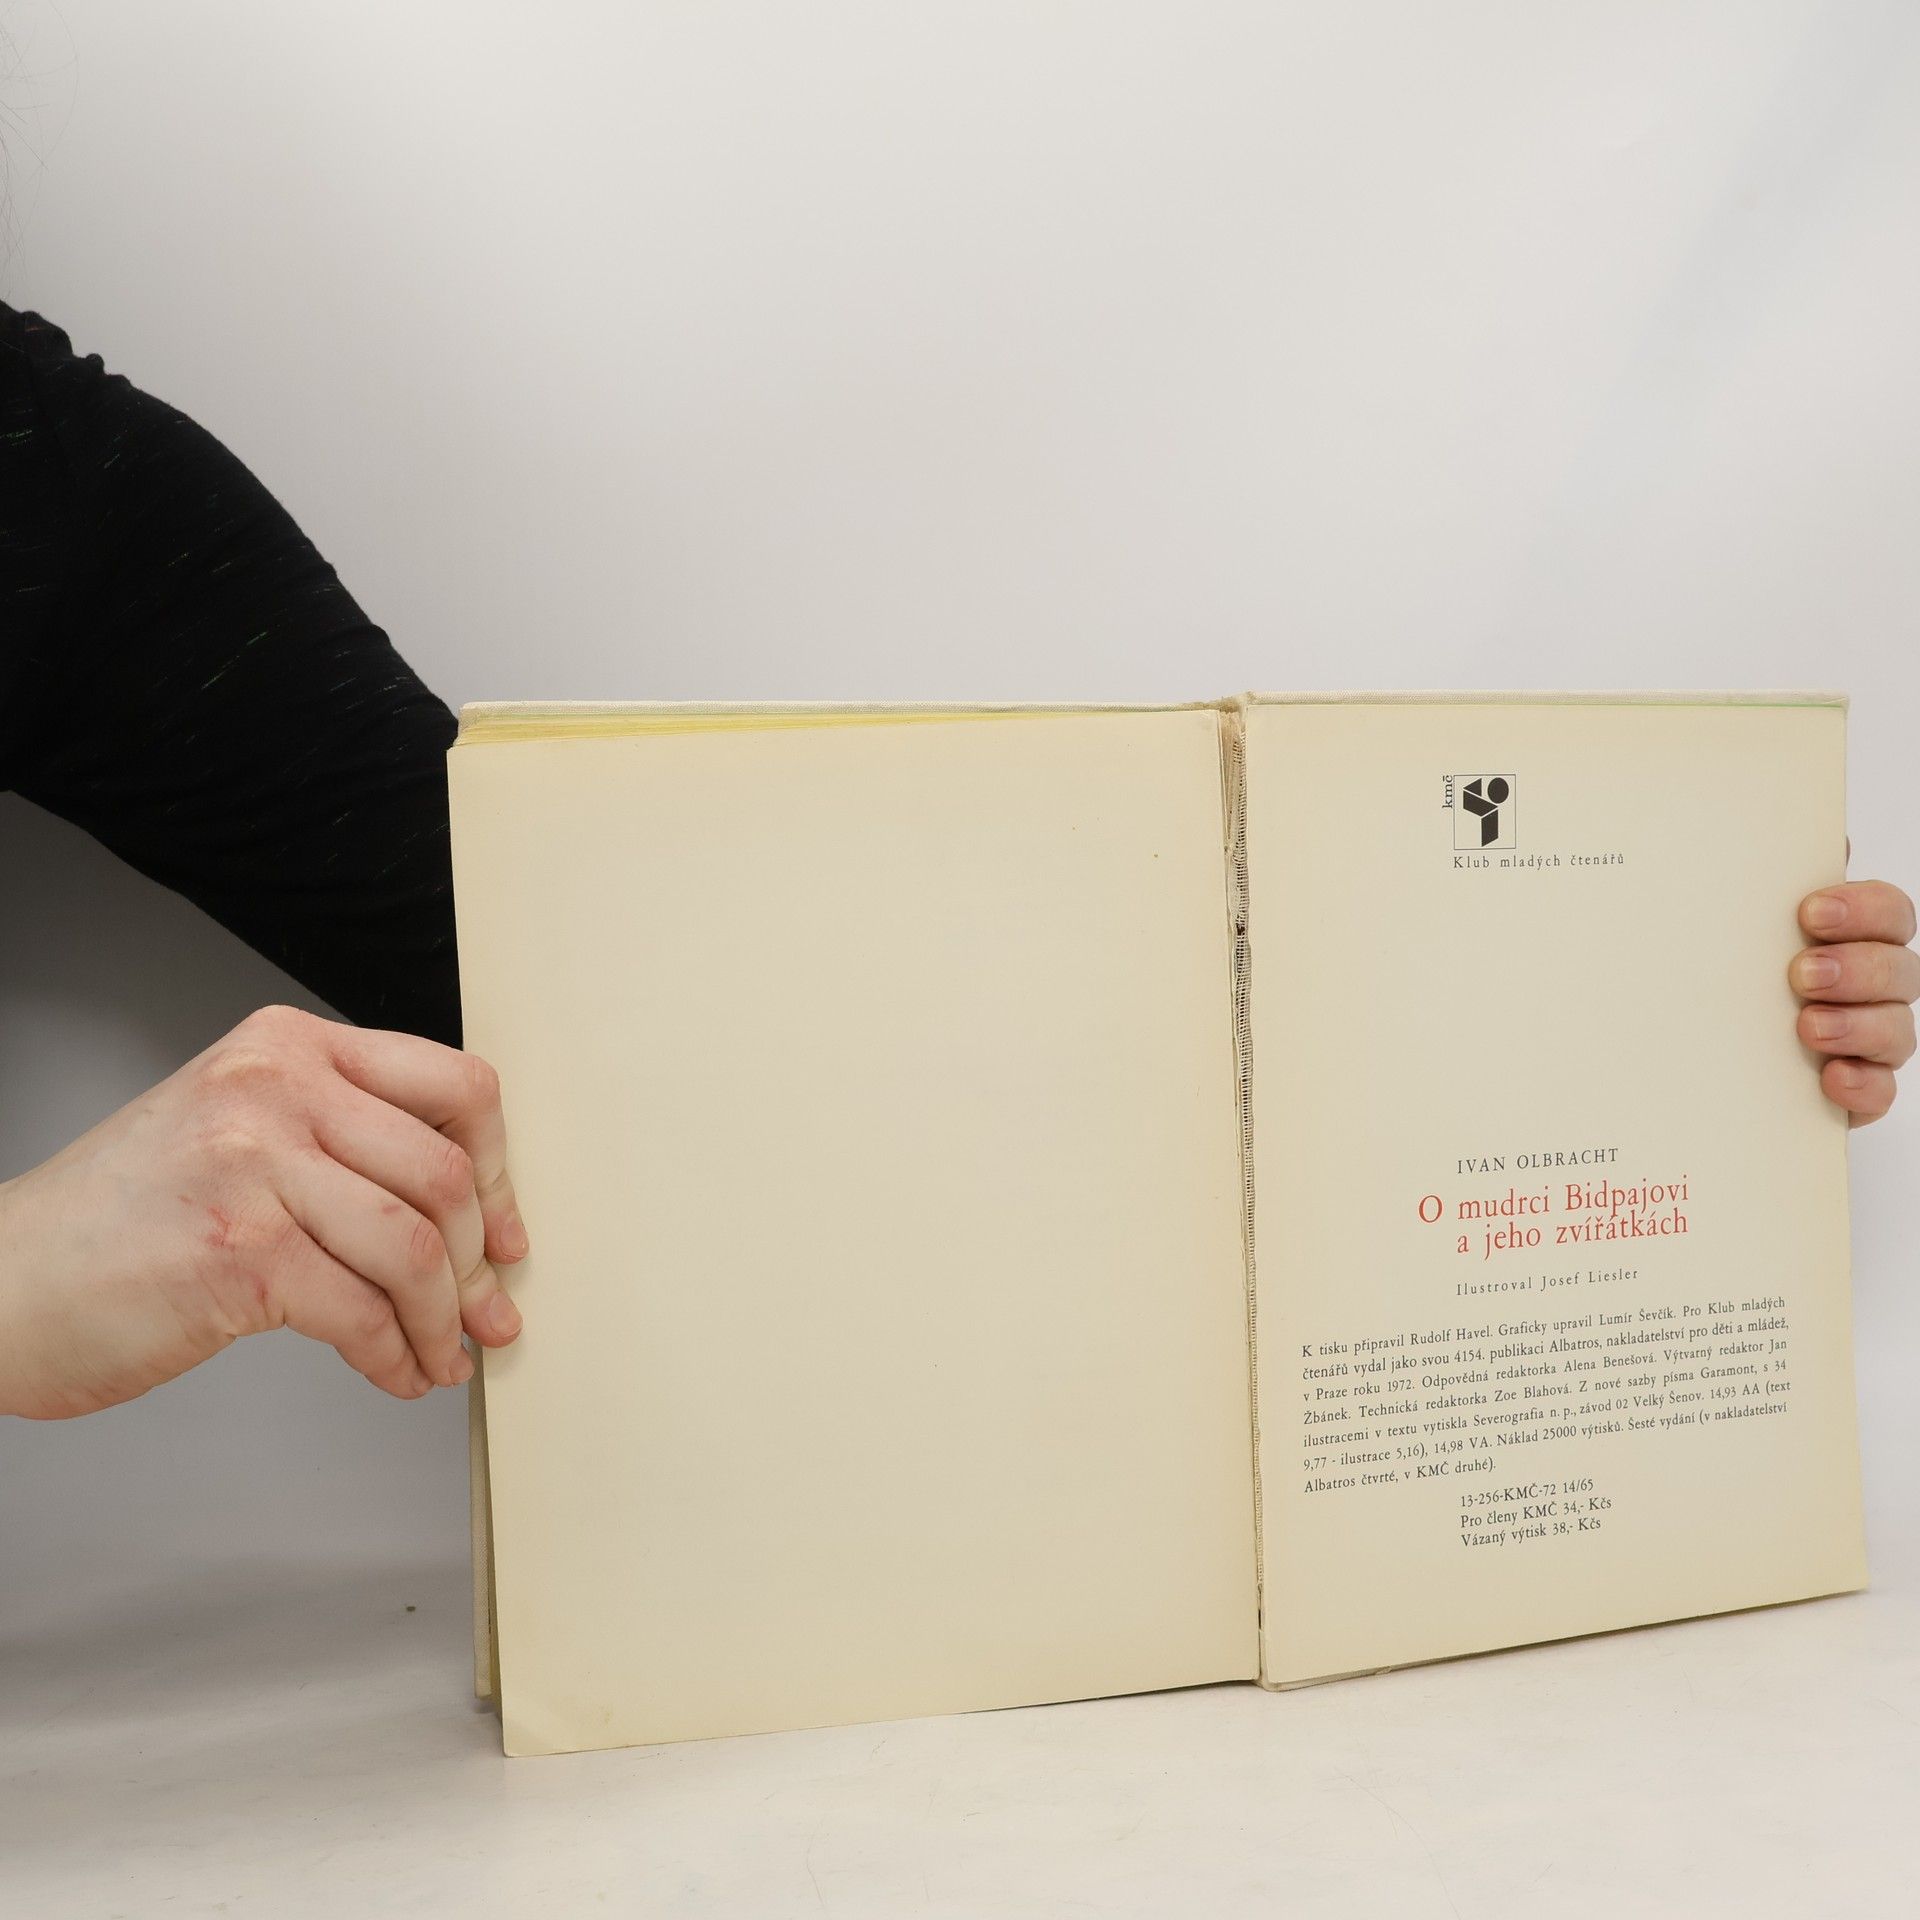 kmč
Klub mladých čtenářů
IVAN OLBRACHT
O mudrci Bidpajovi
a jeho zvířátkách
Ilustroval Josef Liesler
K tisku připravil Rudolf Havel. Graficky upravil Lumír Ševčík. Pro Klub mladých
čtenářů vydal jako svou 4154. publikaci Albatros, nakladatelství pro děti a mládež,
v Praze roku 1972. Odpovědná redaktorka Alena Benešová. Výtvarný redaktor Jan
Žbánek. Technická redaktorka Zoe Blahová. Z nové sazby písma Garamont, s 34
ilustracemi v textu vytiskla Severografia n. p., závod 02 Velký Šenov. 14,93 AA (text
9,77 - ilustrace 5,16), 14,98 VA. Náklad 25000 výtisků. Šesté vydání (v nakladatelství
Albatros čtvrté, v KMČ druhé).
13-256-KMČ-72 14/65
Pro členy KMČ 34,- Kčs
Vázaný výtisk 38,- Kčs